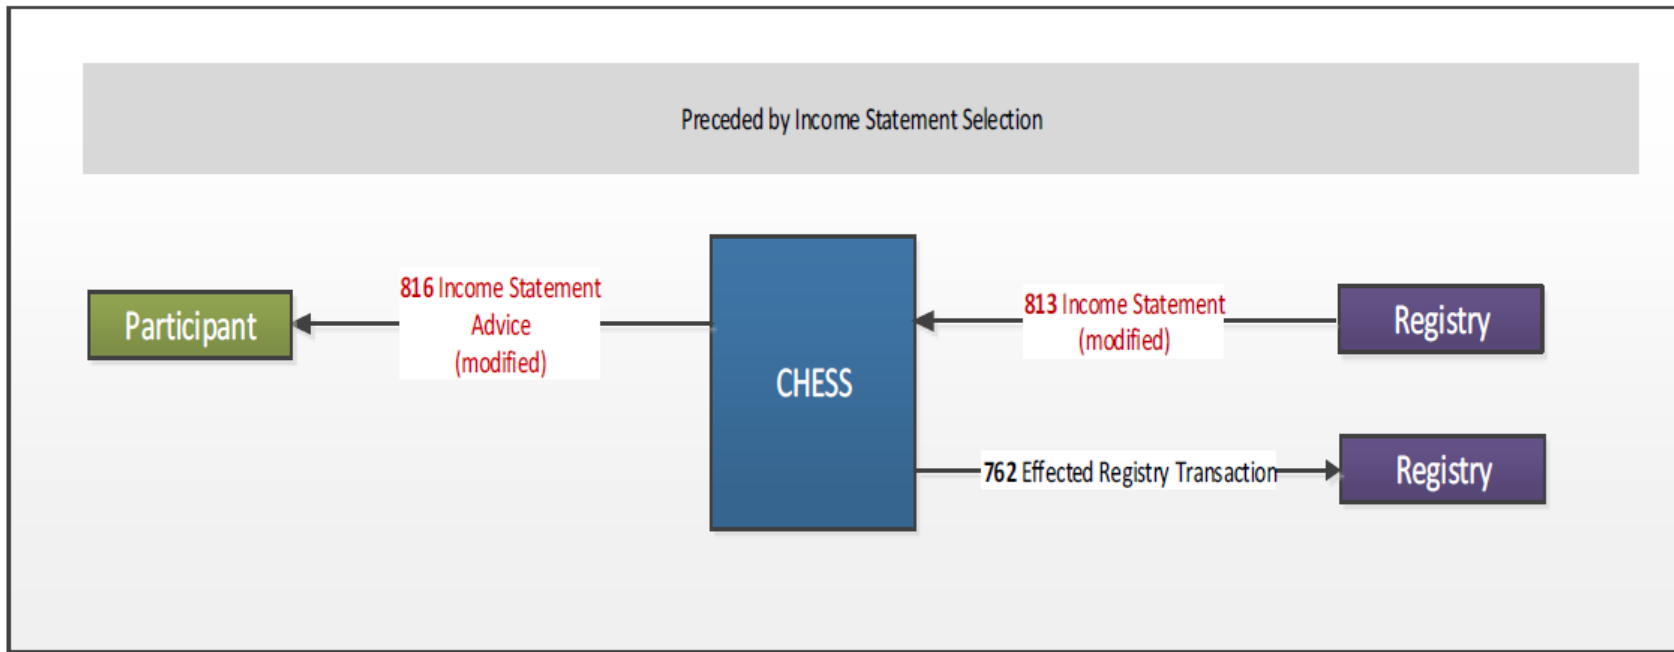 Preceded by Income Statement Selection
816 Income Statement
Advice
(modified)
Participant
CHESS
813 Income Statement
(modified)
Registry
762 Effected Registry Transaction
Registry